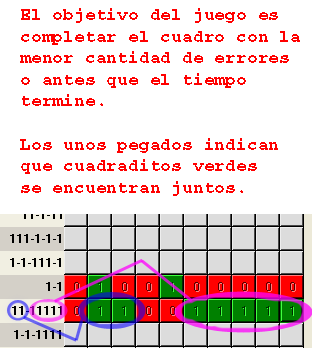 El objetivo del juego es
completar el cuadro con la
menor cantidad de errores
o antes que el tiempo
termine.
Los unos pegados indican
que cuadraditos verdes
se encuentran juntos.
111-1-1-1
1-1-111-1
1-1 0 1 0 0 0 0 0 0 0
11-11111 0 1 1 0 0 1 1 1 1 1
1-1-1111